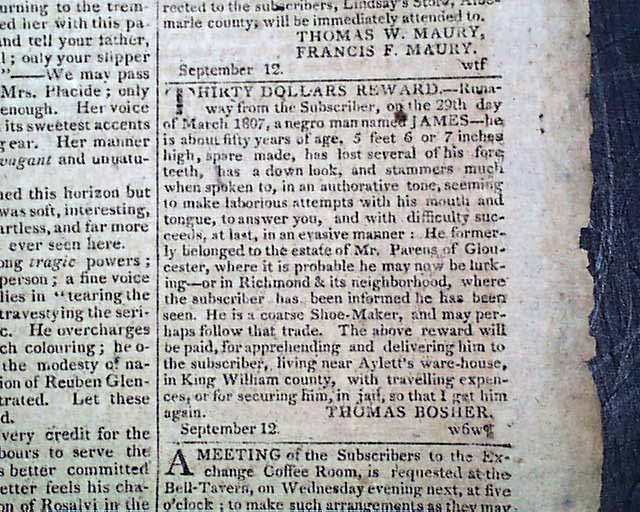 urning to the trem-
ed her with this pa-
and tell your father,
l ; only your slipper
"—We may pass
Mrs. Placide ; only
enough. Her voice
its sweetest accents
gear. Her manner
vagant and unnatu-
ned this horizon but
was soft, interesting,
artless, and far more
ever seen here.
ong tragic powers ;
person ; a fine voice
lies in "tearing the
travestying the seri-
c. He overcharges
ch colouring ; he o-
the modesty of na-
ion of Reuben Glen-
trated. Let these
d.
very credit for the
bours to serve the
s better committed
etter feels his cha-
on of Rosalvi in the
rected to the subscribers, Lindsay's Store, Albe-
marle county, will be immediately attended to.
THOMAS W. MAURY,
FRANCIS F. MAURY.
September 12. wtf
THIRTY DOLLARS REWARD.—Runa-
way from the Subscriber, on the 29th day
of March 1807, a negro man named JAMES—he
is about fifty years of age, 5 feet 6 or 7 inches
high, spare made, has lost several of his fore
teeth, has a down look, and stammers much
when spoken to, in an authorative tone, seeming
to make laborious attempts with his mouth and
tongue, to answer you, and with difficulty suc-
ceeds, at last, in an evasive manner : He former-
ly belonged to the estate of Mr. Pavens of Glou-
cester, where it is probable he may now be lurk-
ing—or in Richmond & its neighborhood, where
the subscriber has been informed he has been
seen. He is a coarse Shoe-Maker, and may per-
haps follow that trade. The above reward will
be paid, for apprehending and delivering him to
the subscriber, living near Aylett's ware-house,
in King William county, with travelling expen-
ces, or for securing him, in jail, so that I get him
again. THOMAS BOSHER.
September 12. w6w¶
A MEETING of the Subscribers to the Ex-
change Coffee Room, is requested at the
Bell-Tavern, on Wednesday evening next, at five
o'clock ; to make such arrangements as they may